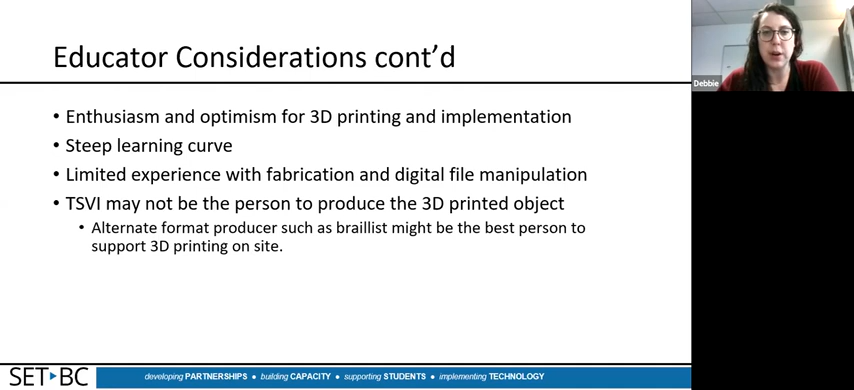 Educator Considerations cont’d
• Enthusiasm and optimism for 3D printing and implementation
• Steep learning curve
• Limited experience with fabrication and digital file manipulation
• TSVI may not be the person to produce the 3D printed object
• Alternate format producer such as braillist might be the best person to
support 3D printing on site.
SET▸BC
developing PARTNERSHIPS • building CAPACITY • supporting STUDENTS • implementing TECHNOLOGY
Debbie